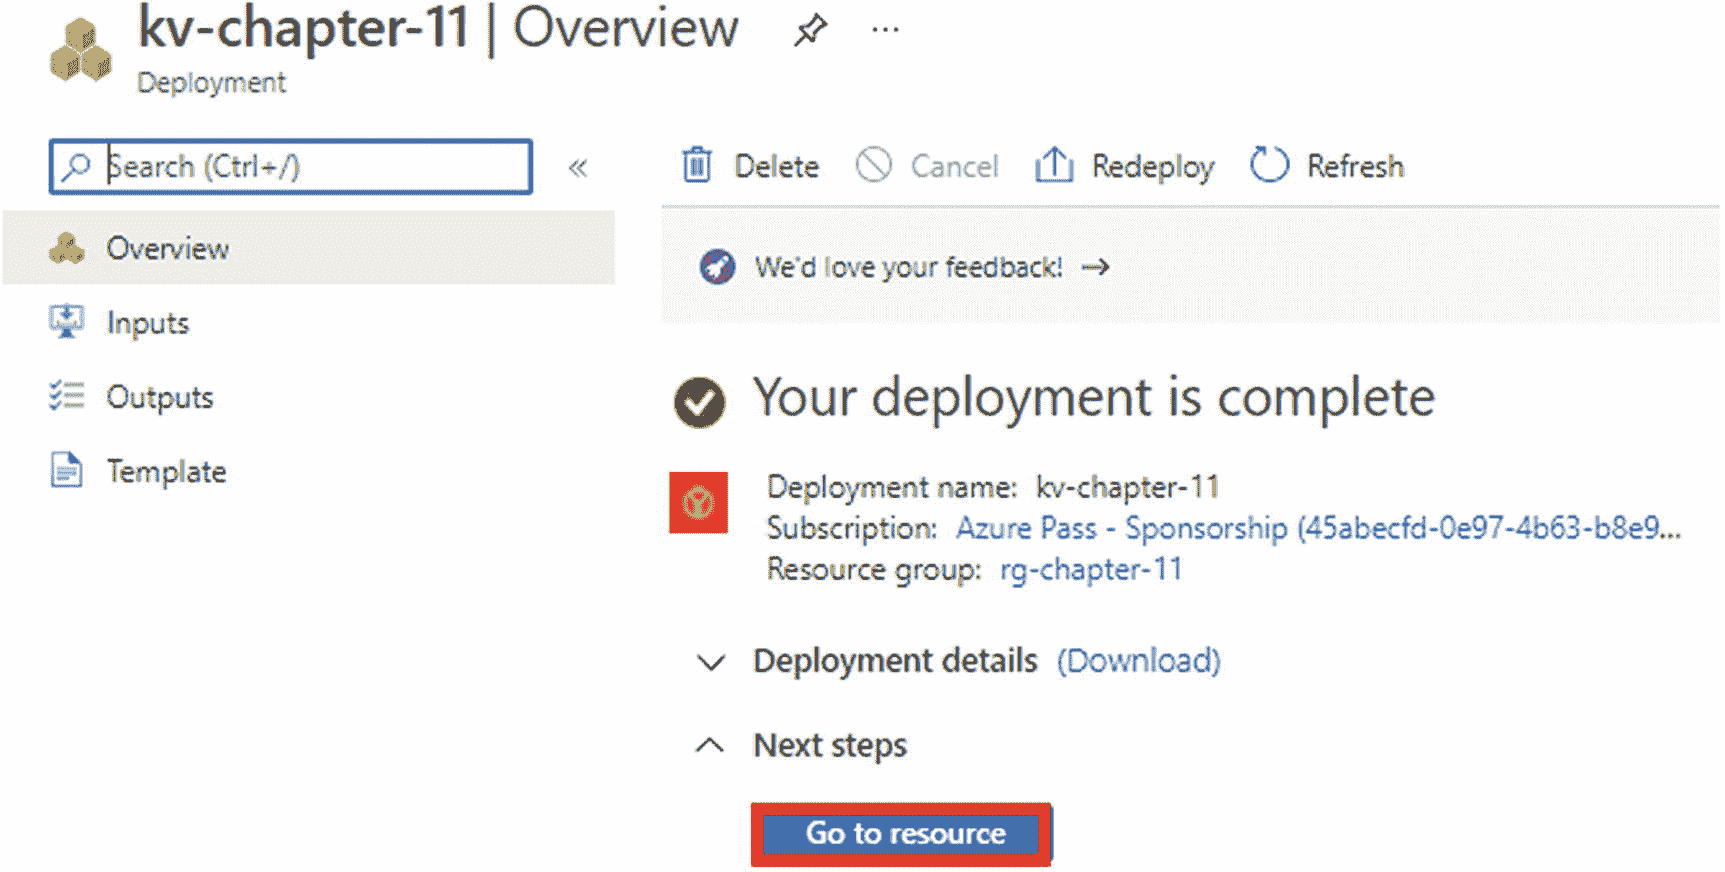 kv-chapter-11 | Overview ...
Deployment
Search (Ctrl+/)
«
Overview
Inputs
Outputs
Template
Delete Cancel Redeploy Refresh
We'd love your feedback! →
Your deployment is complete
Deployment name: kv-chapter-11
Subscription: Azure Pass - Sponsorship (45abecfd-0e97-4b63-b8e9...
Resource group: rg-chapter-11
Deployment details (Download)
Next steps
Go to resource